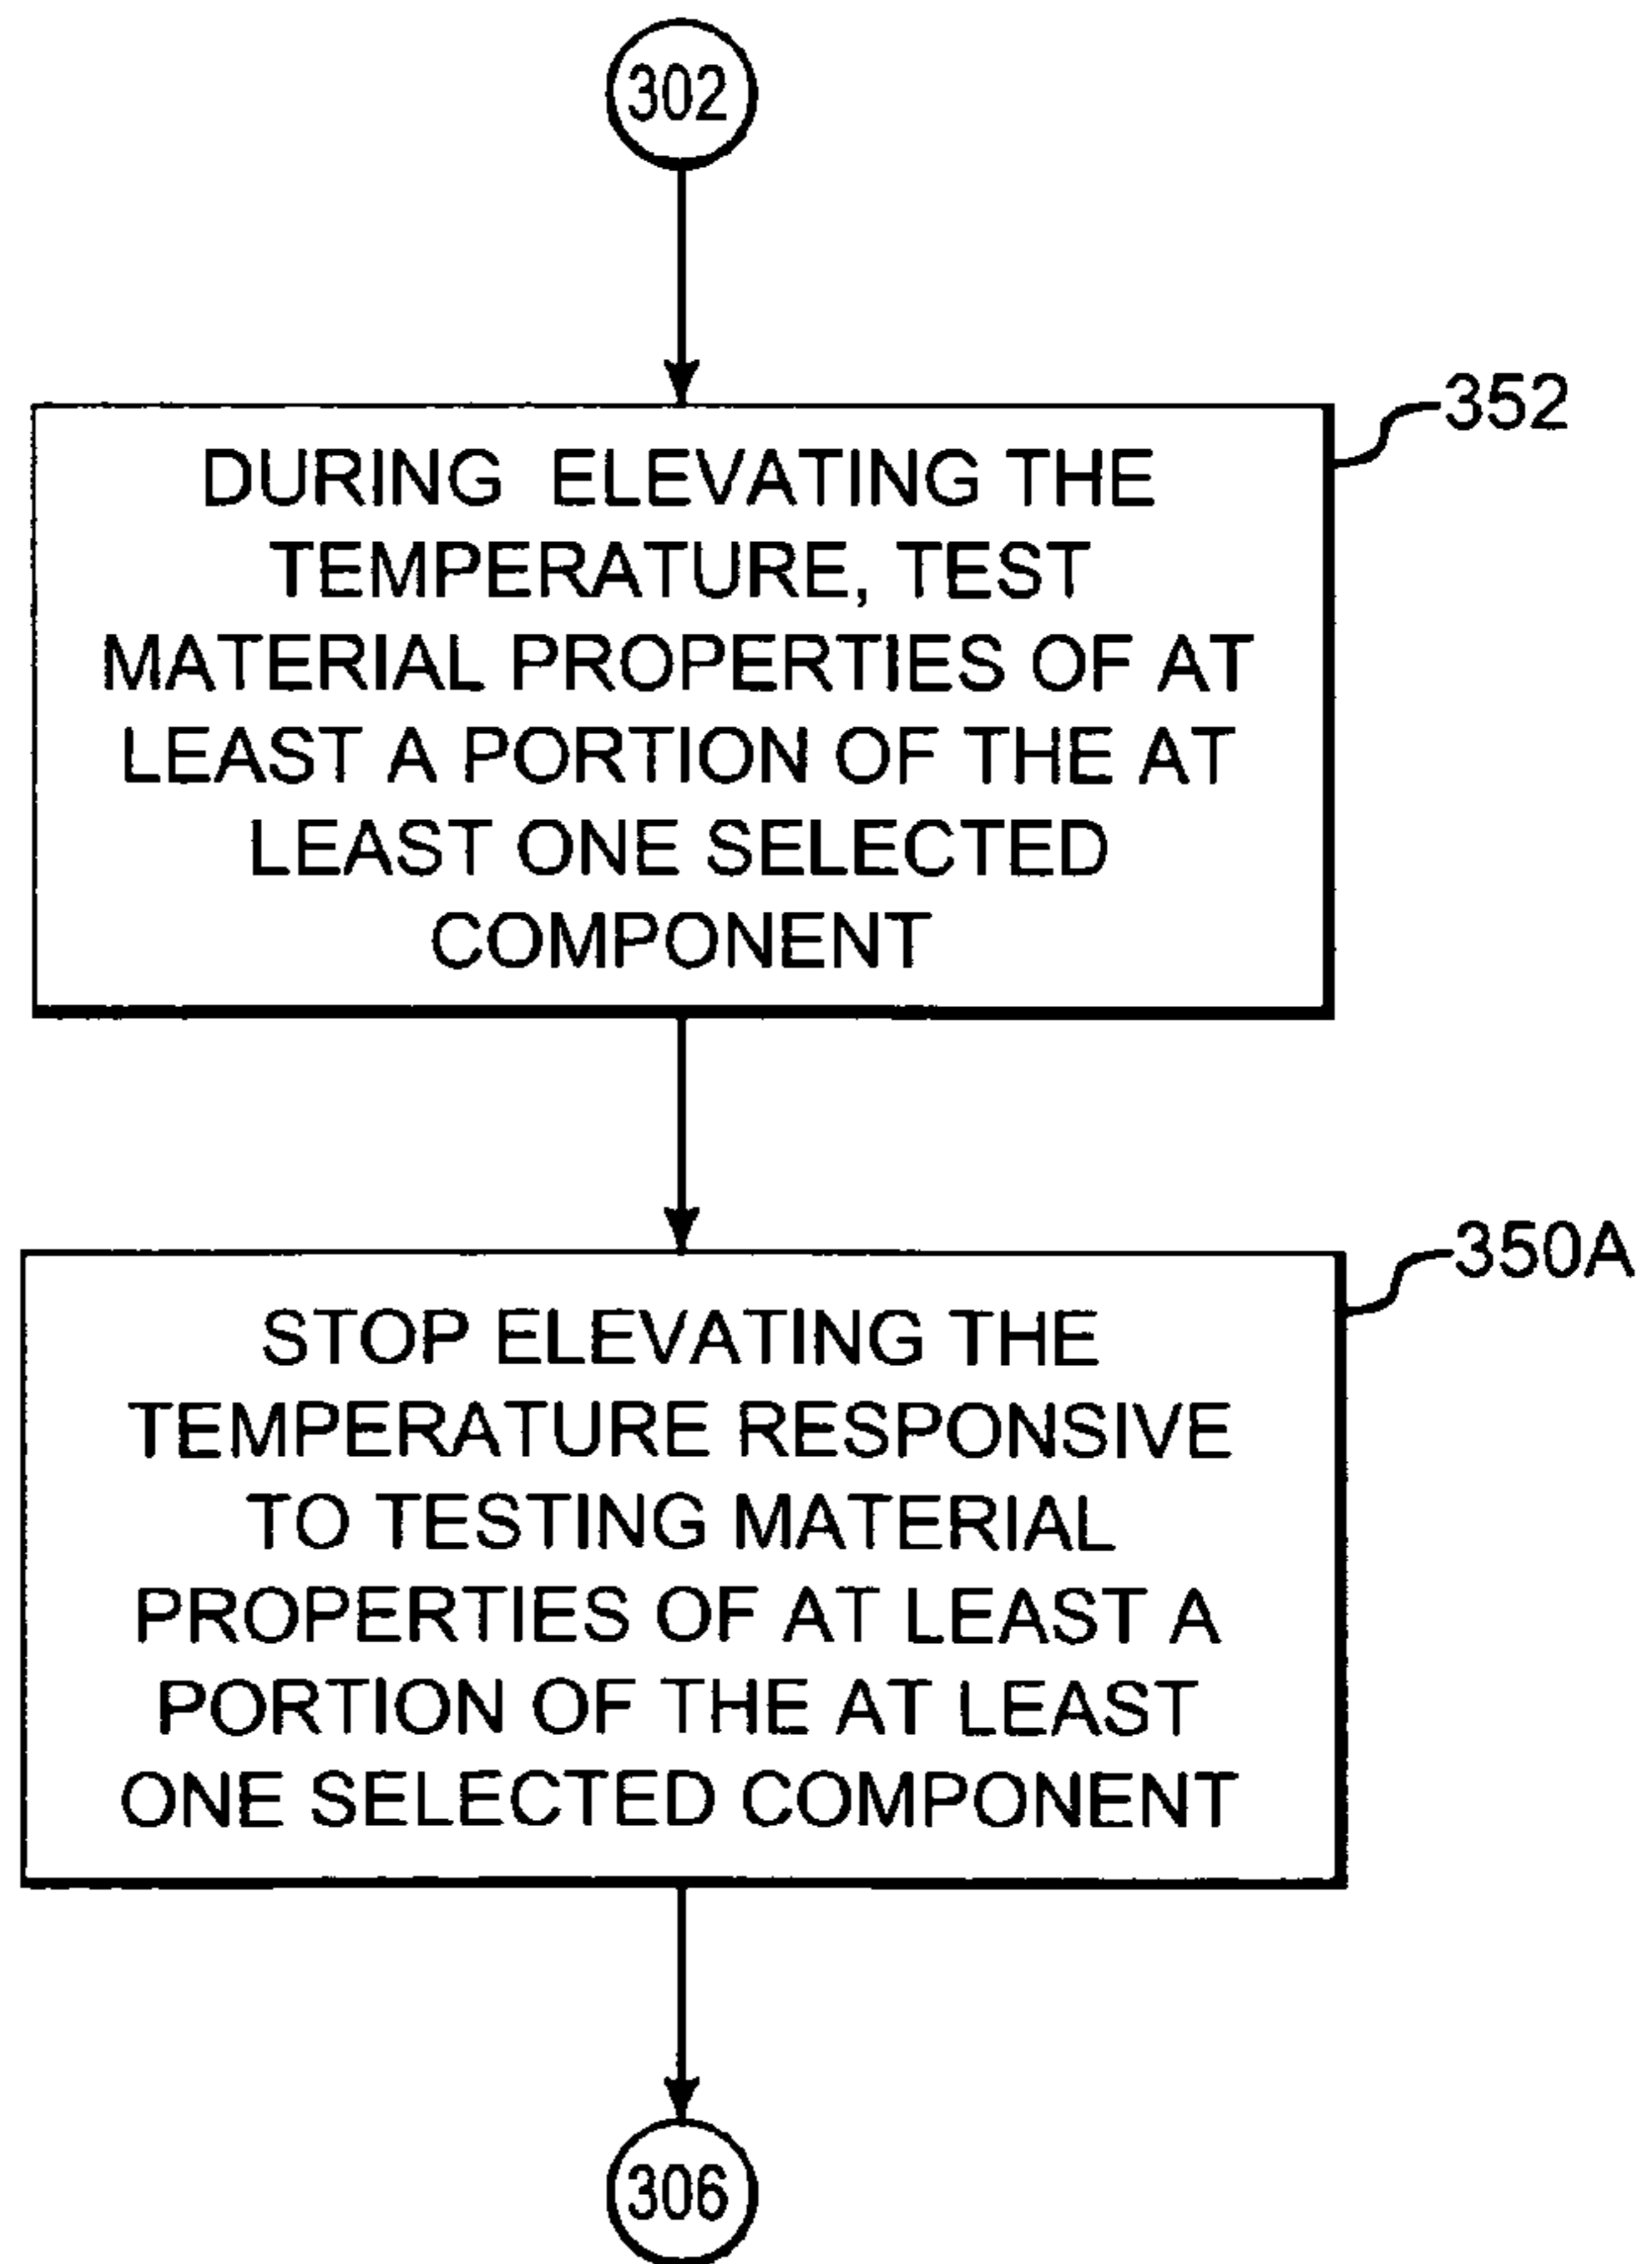 302
352
DURING ELEVATING THE
TEMPERATURE, TEST
MATERIAL PROPERTIES OF AT
LEAST A PORTION OF THE AT
LEAST ONE SELECTED
COMPONENT
350A
STOP ELEVATING THE
TEMPERATURE RESPONSIVE
TO TESTING MATERIAL
PROPERTIES OF AT LEAST A
PORTION OF THE AT LEAST
ONE SELECTED COMPONENT
306